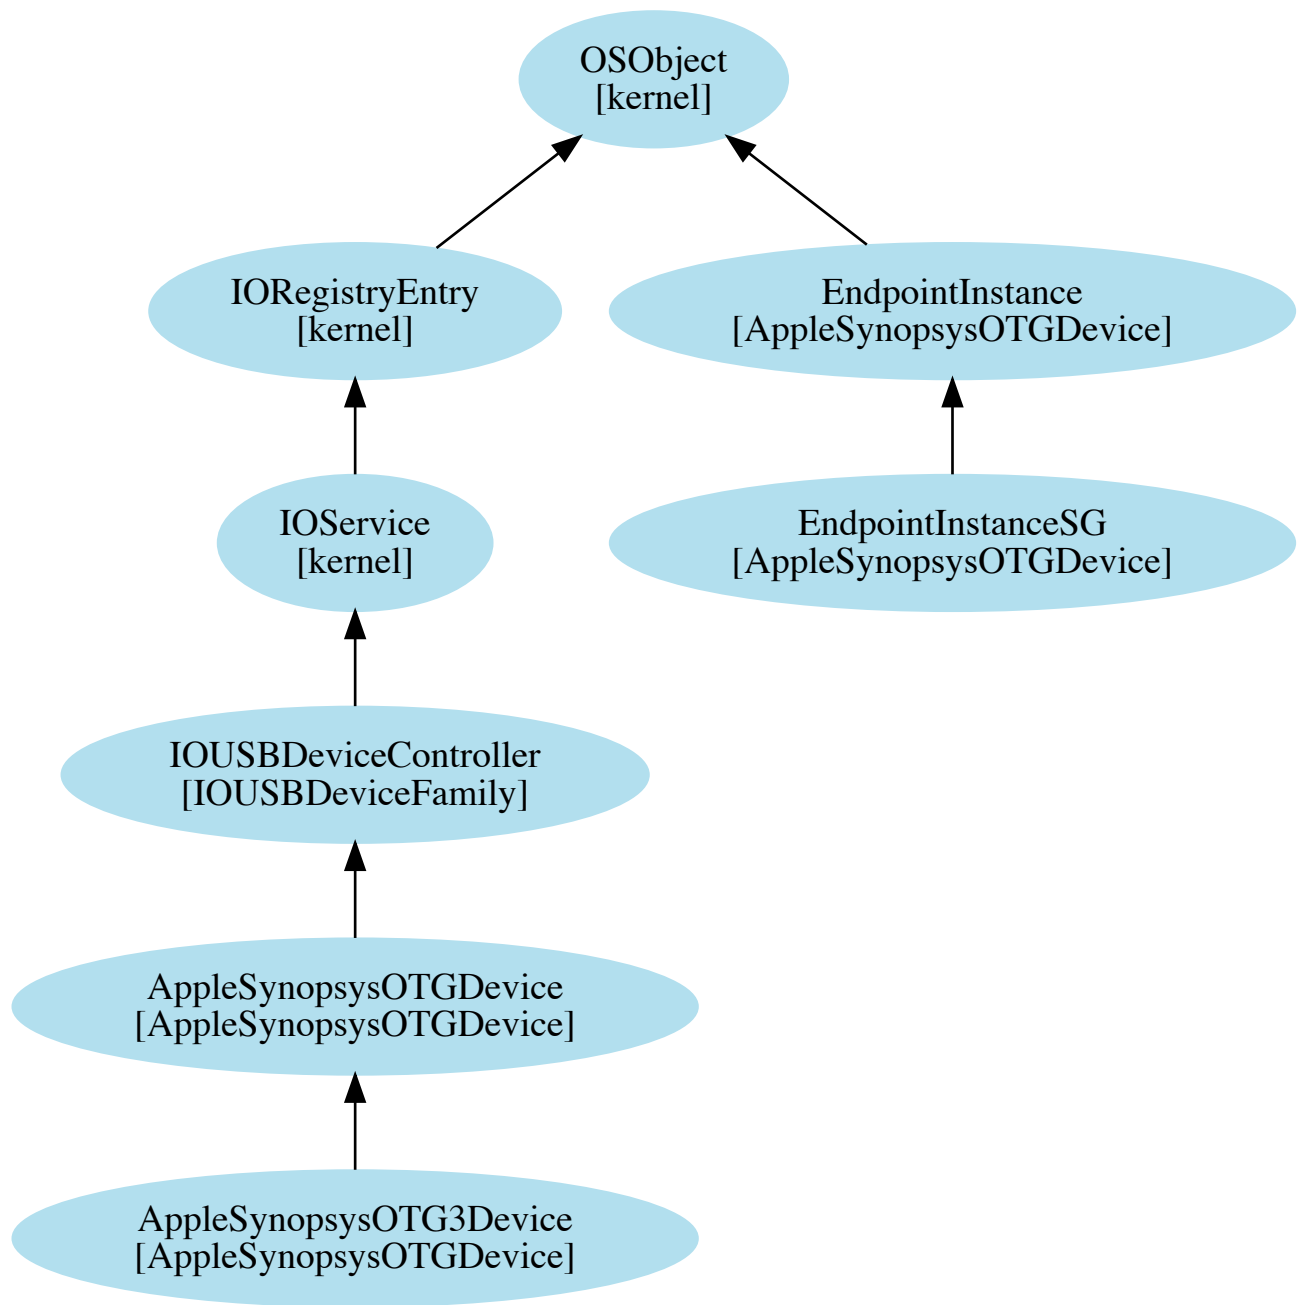 OSObject
[kernel]
IORegistryEntry
[kernel]
EndpointInstance
[AppleSynopsysOTGDevice]
IOService
[kernel]
EndpointInstanceSG
[AppleSynopsysOTGDevice]
IOUSBDeviceController
[IOUSBDeviceFamily]
AppleSynopsysOTGDevice
[AppleSynopsysOTGDevice]
AppleSynopsysOTG3Device
[AppleSynopsysOTGDevice]